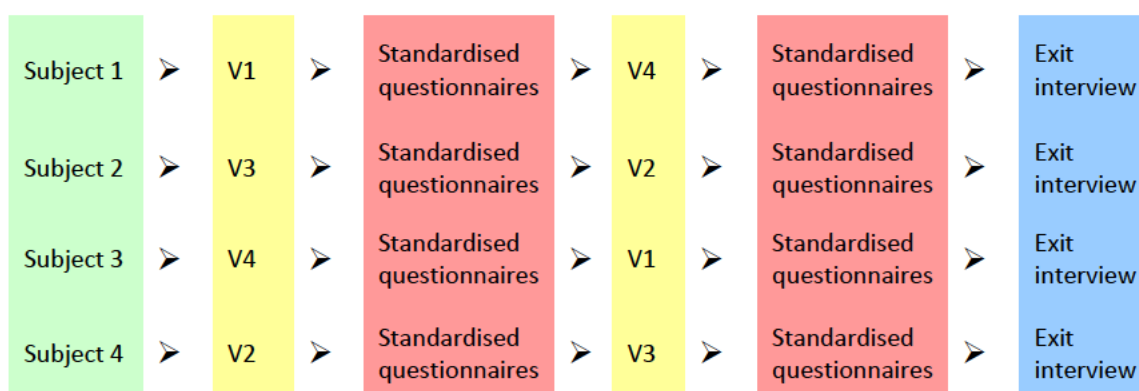 Subject 1 ➢ V1 ➢ Standardised questionnaires ➢ V4 ➢ Standardised questionnaires ➢ Exit interview
Subject 2 ➢ V3 ➢ Standardised questionnaires ➢ V2 ➢ Standardised questionnaires ➢ Exit interview
Subject 3 ➢ V4 ➢ Standardised questionnaires ➢ V1 ➢ Standardised questionnaires ➢ Exit interview
Subject 4 ➢ V2 ➢ Standardised questionnaires ➢ V3 ➢ Standardised questionnaires ➢ Exit interview